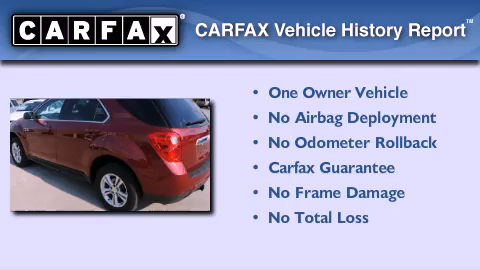 CARFAX® CARFAX Vehicle History Report™
• One Owner Vehicle
• No Airbag Deployment
• No Odometer Rollback
• Carfax Guarantee
• No Frame Damage
• No Total Loss